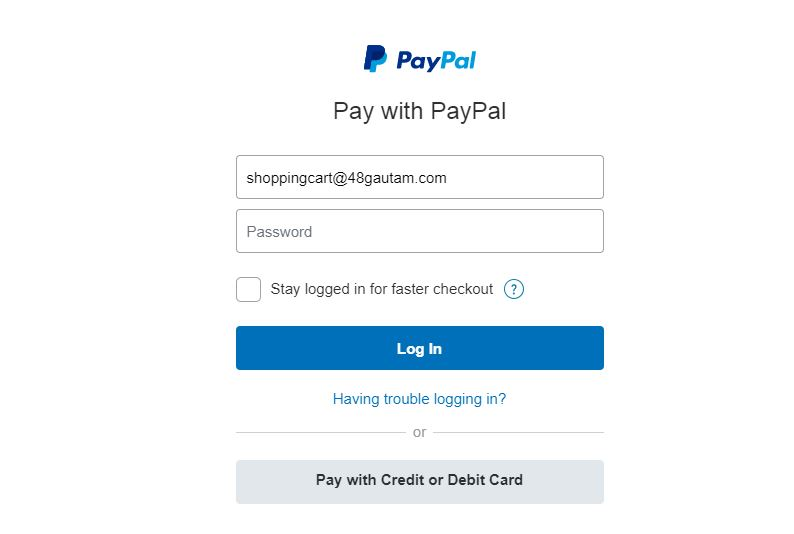 PayPal
Pay with PayPal
shoppingcart@48gautam.com
Password
Stay logged in for faster checkout ?
Log In
Having trouble logging in?
or
Pay with Credit or Debit Card